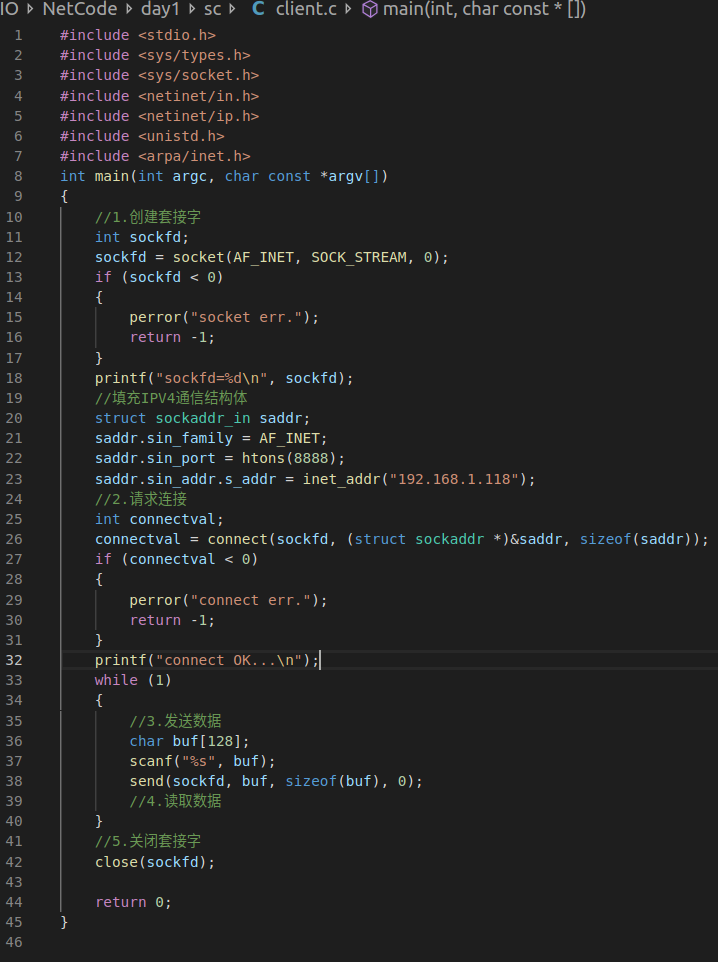 IO NetCode day1 sc C client.c main(int, char const * [])
1 #include <stdio.h>
2 #include <sys/types.h>
3 #include <sys/socket.h>
4 #include <netinet/in.h>
5 #include <netinet/ip.h>
6 #include <unistd.h>
7 #include <arpa/inet.h>
8 int main(int argc, char const *argv[])
9 {
10     //1.创建套接字
11     int sockfd;
12     sockfd = socket(AF_INET, SOCK_STREAM, 0);
13     if (sockfd < 0)
14     {
15         perror("socket err.");
16         return -1;
17     }
18     printf("sockfd=%d\n", sockfd);
19     //填充IPV4通信结构体
20     struct sockaddr_in saddr;
21     saddr.sin_family = AF_INET;
22     saddr.sin_port = htons(8888);
23     saddr.sin_addr.s_addr = inet_addr("192.168.1.118");
24     //2.请求连接
25     int connectval;
26     connectval = connect(sockfd, (struct sockaddr *)&saddr, sizeof(saddr));
27     if (connectval < 0)
28     {
29         perror("connect err.");
30         return -1;
31     }
32     printf("connect OK...\n");
33     while (1)
34     {
35         //3.发送数据
36         char buf[128];
37         scanf("%s", buf);
38         send(sockfd, buf, sizeof(buf), 0);
39         //4.读取数据
40     }
41     //5.关闭套接字
42     close(sockfd);
43
44     return 0;
45 }
46